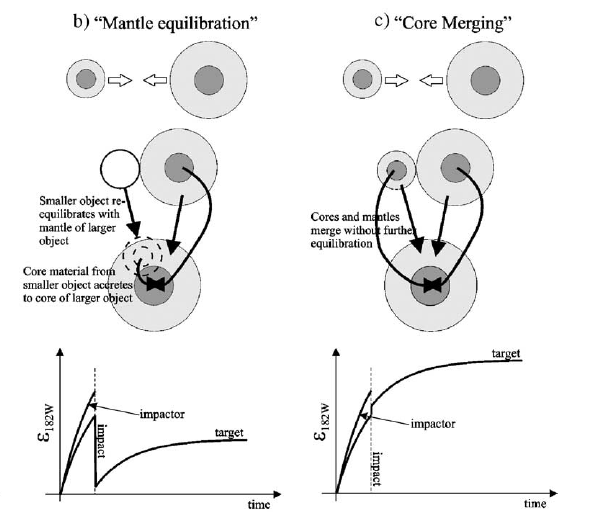 b) “Mantle equilibration”
Smaller object re-
equilibrates with
mantle of larger
object
Core material from
smaller object accretes
to core of larger object
ε182W
impactor
impact
target
time
c) “Core Merging”
Cores and mantles
merge without further
equilibration
ε182W
target
impactor
impact
time